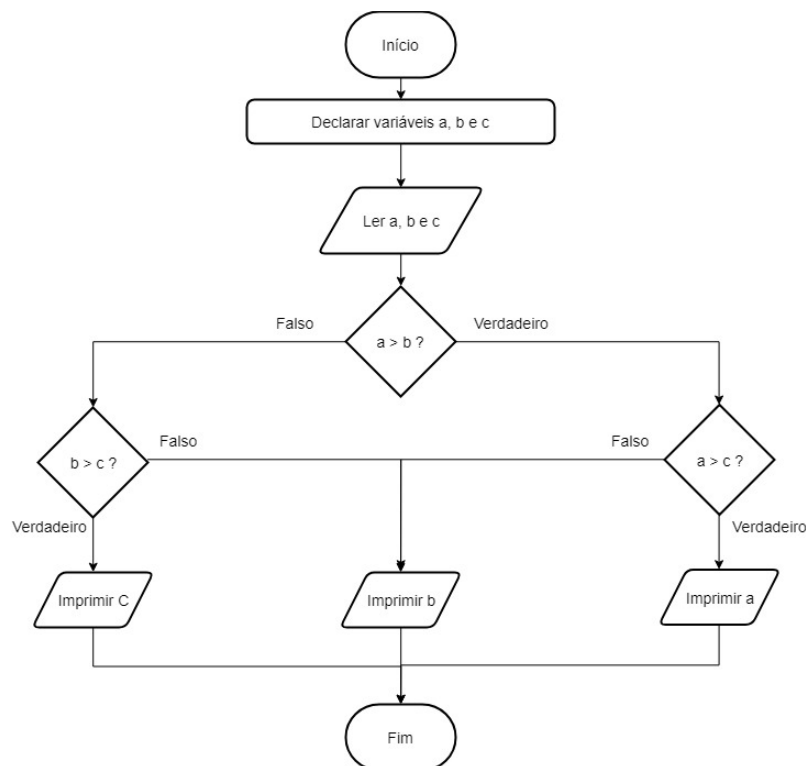 Início
Declarar variáveis a, b e c
Ler a, b e c
Falso
Verdadeiro
a > b ?
Falso
Falso
b > c ?
a > c ?
Verdadeiro
Verdadeiro
Imprimir C
Imprimir b
Imprimir a
Fim